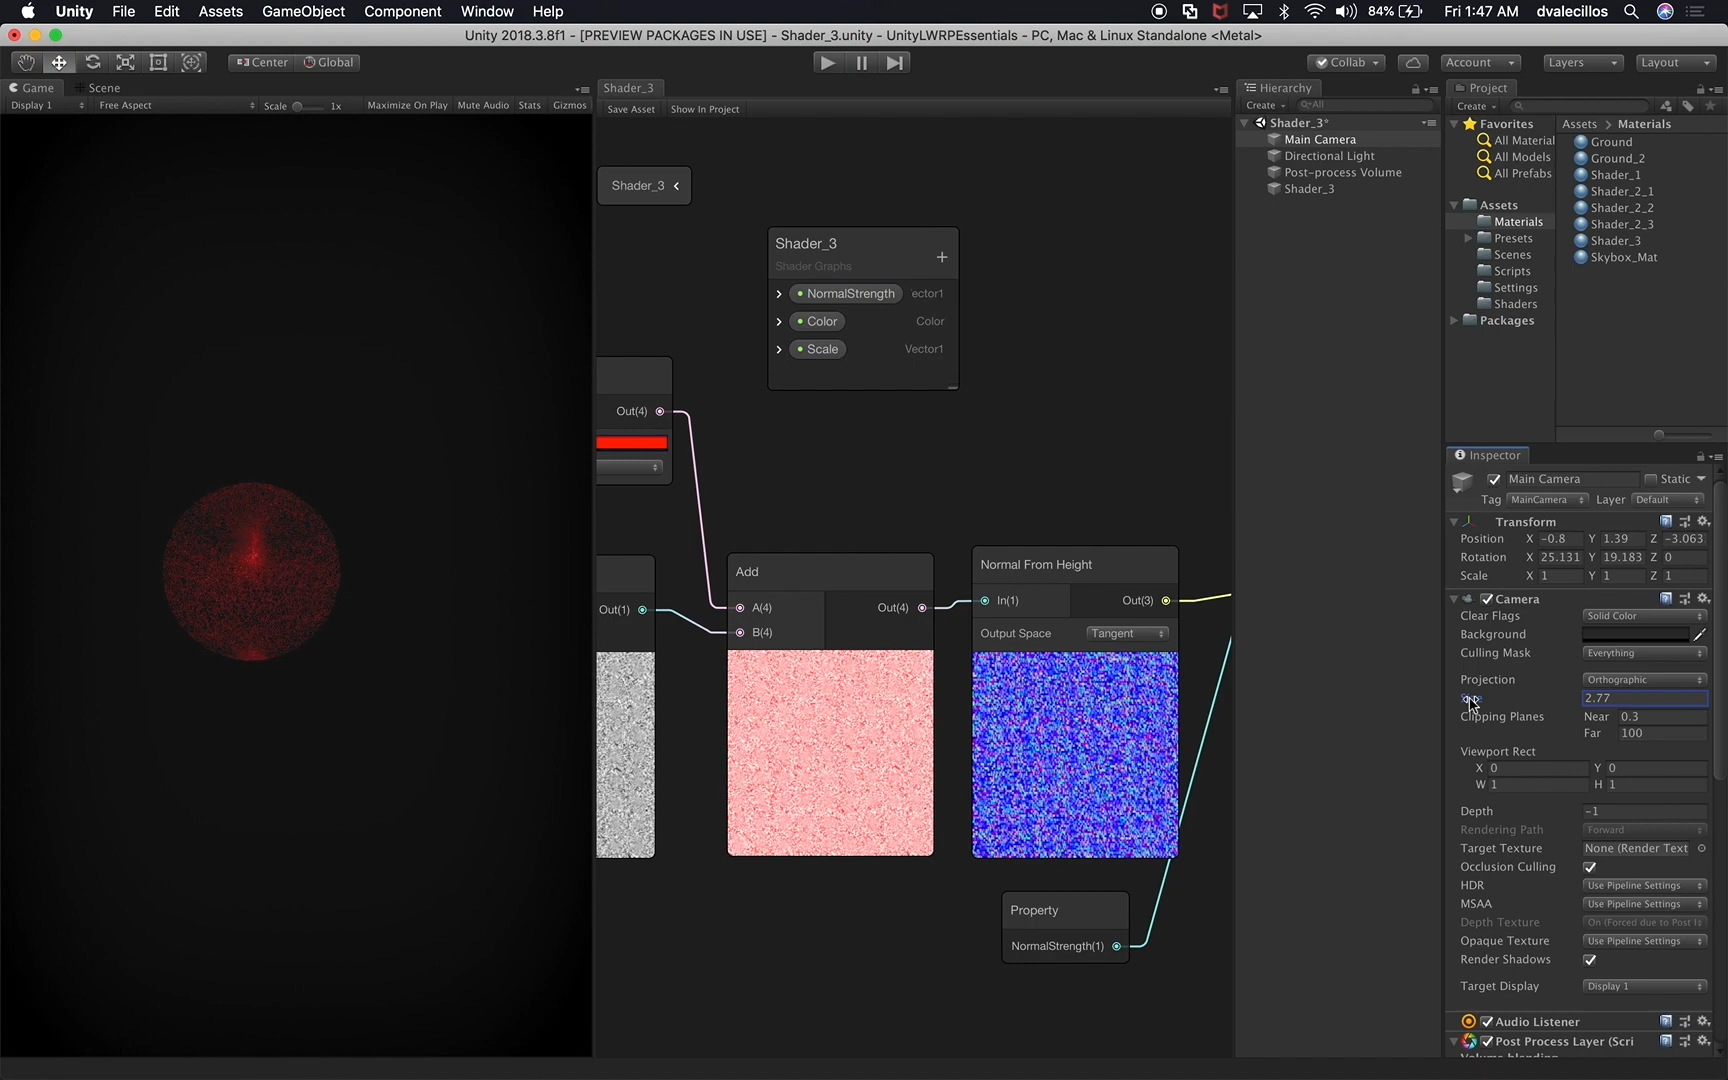 Unity File Edit Assets GameObject Component Window Help 84% Fri 1:47 AM dvalecillos
Unity 2018.3.8f1 - [PREVIEW PACKAGES IN USE] - Shader_3.unity - UnityLWRPEssentials - PC, Mac & Linux Standalone <Metal>
Center Global Collab Account Layers Layout
Game Scene
Display 1 Free Aspect Scale 1x Maximize On Play Mute Audio Stats Gizmos
Shader_3
Save Asset Show In Project
Shader_3
Shader_3
Shader Graphs
NormalStrength ector1
Color Color
Scale Vector1
Out(4)
Out(1)
Add
A(4) Out(4)
B(4)
Normal From Height
In(1) Out(3)
Output Space Tangent
Property
NormalStrength(1)
Hierarchy
Create All
Shader_3*
Main Camera
Directional Light
Post-process Volume
Shader_3
Project
Create
Favorites
All Material
All Models
All Prefabs
Assets
Materials
Presets
Scenes
Scripts
Settings
Shaders
Packages
Assets > Materials
Ground
Ground_2
Shader_1
Shader_2_1
Shader_2_2
Shader_2_3
Shader_3
Skybox_Mat
Inspector
Main Camera Static
Tag MainCamera Layer Default
Transform
Position X -0.8 Y 1.39 Z -3.063
Rotation X 25.131 Y 19.183 Z 0
Scale X 1 Y 1 Z 1
Camera
Clear Flags Solid Color
Background
Culling Mask Everything
Projection Orthographic
2.77
Clipping Planes Near 0.3
Far 100
Viewport Rect
X 0 Y 0
W 1 H 1
Depth -1
Rendering Path Forward
Target Texture None (Render Text
Occlusion Culling
HDR Use Pipeline Settings
MSAA Use Pipeline Settings
Depth Texture On (Forced due to Post
Opaque Texture Use Pipeline Settings
Render Shadows
Target Display Display 1
Audio Listener
Post Process Layer (Scri